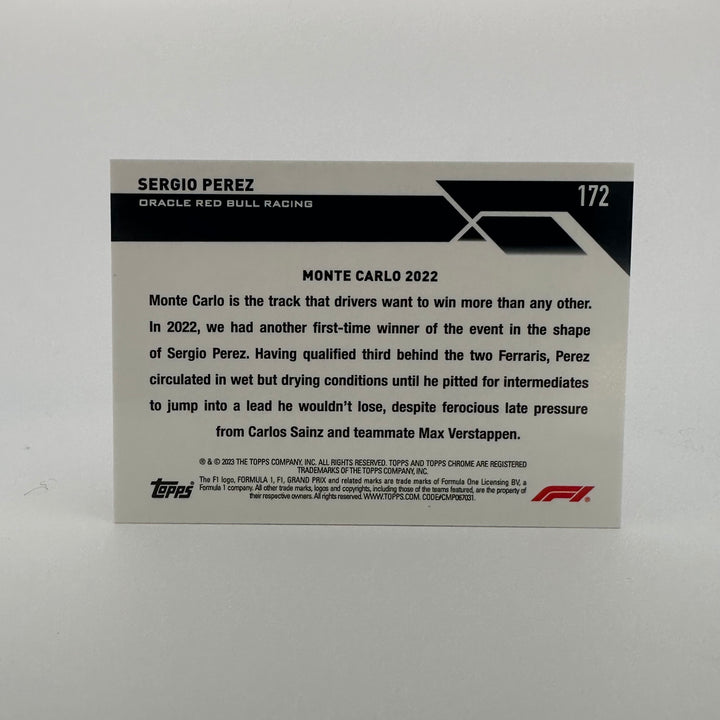 SERGIO PEREZ
172
ORACLE RED BULL RACING
MONTE CARLO 2022
Monte Carlo is the track that drivers want to win more than any other.
In 2022, we had another first-time winner of the event in the shape
of Sergio Perez. Having qualified third behind the two Ferraris, Perez
circulated in wet but drying conditions until he pitted for intermediates
to jump into a lead he wouldn't lose, despite ferocious late pressure
from Carlos Sainz and teammate Max Verstappen.
® & © 2023 THE TOPPS COMPANY, INC. ALL RIGHTS RESERVED. TOPPS AND TOPPS CHROME ARE REGISTERED
TRADEMARKS OF THE TOPPS COMPANY, INC.
The F1 logo, FORMULA 1, F1, GRAND PRIX and related marks are trade marks of Formula One Licensing BV, a
Formula 1 company. All other trade marks, logos and copyrights, including those of the teams featured, are the property of
their respective owners. All rights reserved. WWW.TOPPS.COM. CODE#CMP067031.
Topps
F1®